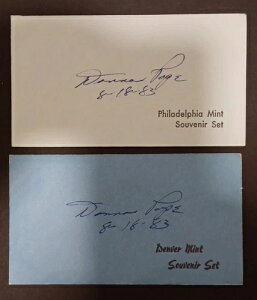 Donna Pope
8-18-83
Philadelphia Mint
Souvenir Set
Donna Pope
8-18-83
Denver Mint
Souvenir Set